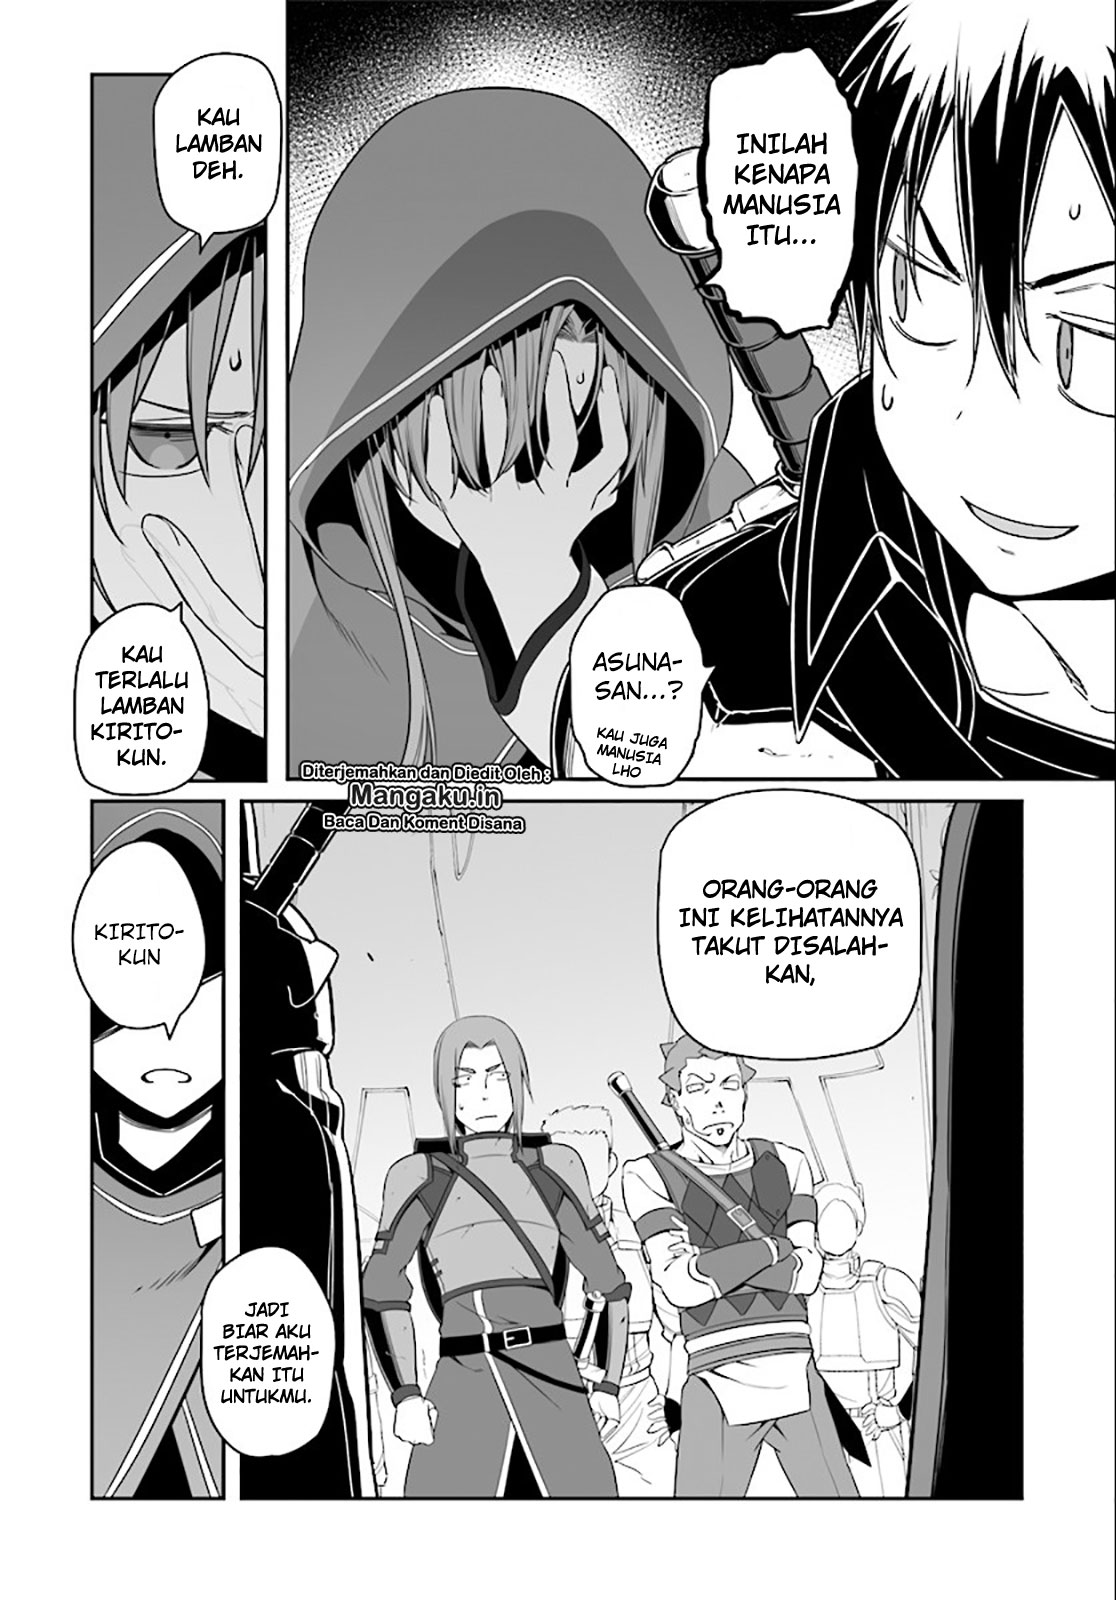 INILAH
KENAPA
MANUSIA
ITU...
ASUNA-
SAN...?
KAU JUGA
MANUSIA
LHO
KAU
LAMBAN
DEH.
KAU
TERLALU
LAMBAN
KIRITO-
KUN.
Diterjemahkan dan Diedit Oleh :
Mangaku.in
Baca Dan Koment Disana
ORANG-ORANG
INI KELIHATANNYA
TAKUT DISALAH-
KAN,
KIRITO-
KUN
JADI
BIAR AKU
TERJEMAH-
KAN ITU
UNTUKMU.